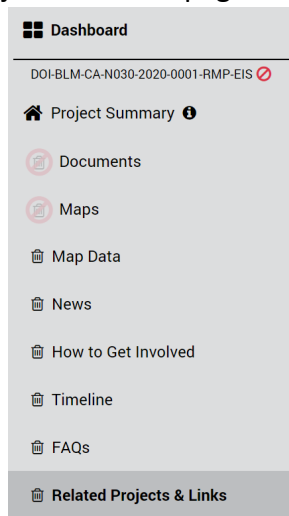 Dashboard
DOI-BLM-CA-N030-2020-0001-RMP-EIS
Project Summary
Documents
Maps
Map Data
News
How to Get Involved
Timeline
FAQs
Related Projects & Links